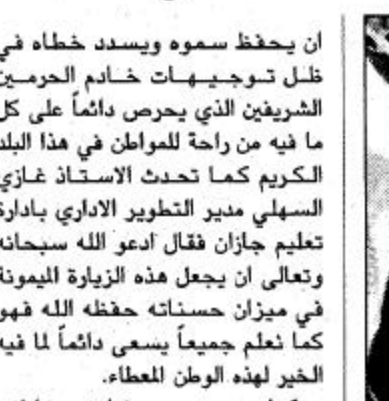 ان يحفظ سموه ويسدد خطاه في
ظل توجيهات خادم الحرمين
الشريفين الذي يحرص دائماً على كل
ما فيه من راحة للمواطن في هذا البلد
الكريم كما تحدث الاستاذ غازي
السهلي مدير التطوير الاداري بادارة
تعليم جازان فقال ادعو الله سبحانه
وتعالى ان يجعل هذه الزيارة الميمونة
في ميزان حسناته حفظه الله فهو
كما نعلم جميعاً يسعى دائماً لما فيه
الخير لهذه الوطن المعطاء.